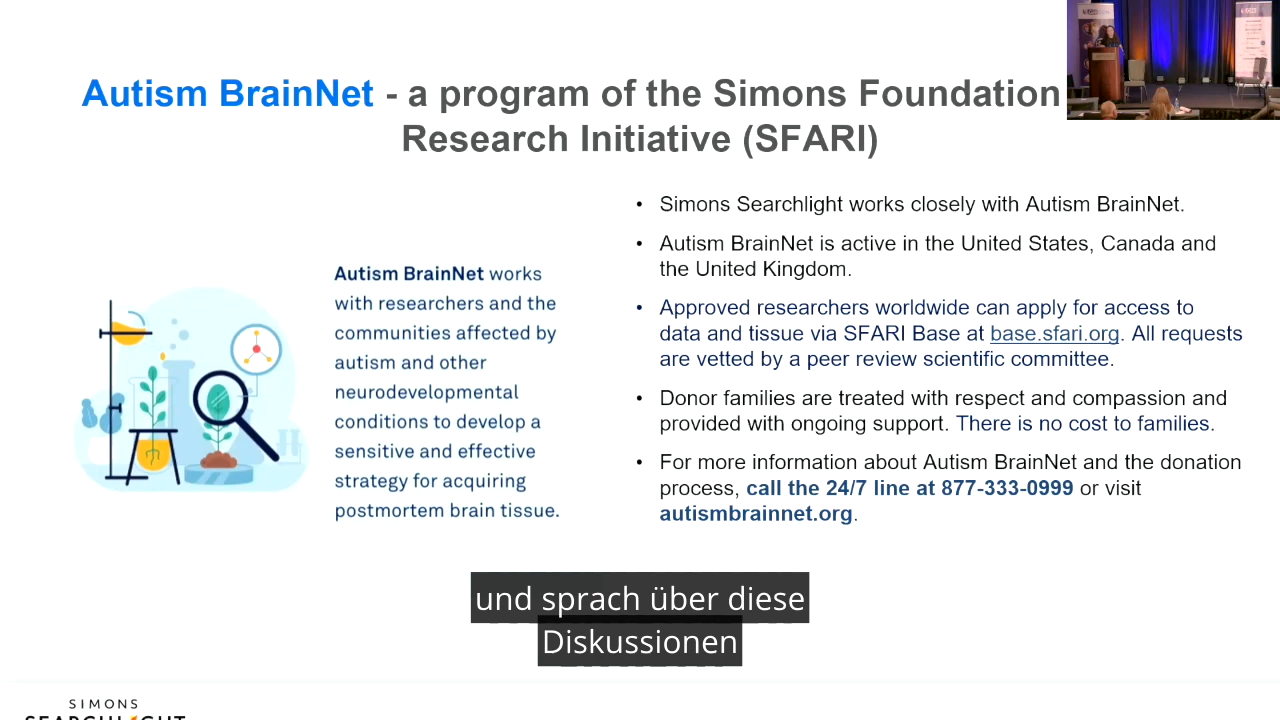 Autism BrainNet - a program of the Simons Foundation
Research Initiative (SFARI)
Autism BrainNet works
with researchers and the
communities affected by
autism and other
neurodevelopmental
conditions to develop a
sensitive and effective
strategy for acquiring
postmortem brain tissue.
• Simons Searchlight works closely with Autism BrainNet.
• Autism BrainNet is active in the United States, Canada and
the United Kingdom.
• Approved researchers worldwide can apply for access to
data and tissue via SFARI Base at base.sfari.org. All requests
are vetted by a peer review scientific committee.
• Donor families are treated with respect and compassion and
provided with ongoing support. There is no cost to families.
• For more information about Autism BrainNet and the donation
process, call the 24/7 line at 877-333-0999 or visit
autismbrainnet.org.
und sprach über diese
Diskussionen
SIMONS
SEARCHLIGHT